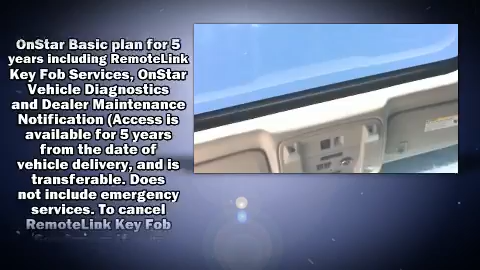 OnStar Basic plan for 5
years including RemoteLink
Key Fob Services, OnStar
Vehicle Diagnostics
and Dealer Maintenance
Notification (Access is
available for 5 years
from the date of
vehicle delivery, and is
transferable. Does
not include emergency
services. To cancel
RemoteLink Key Fob